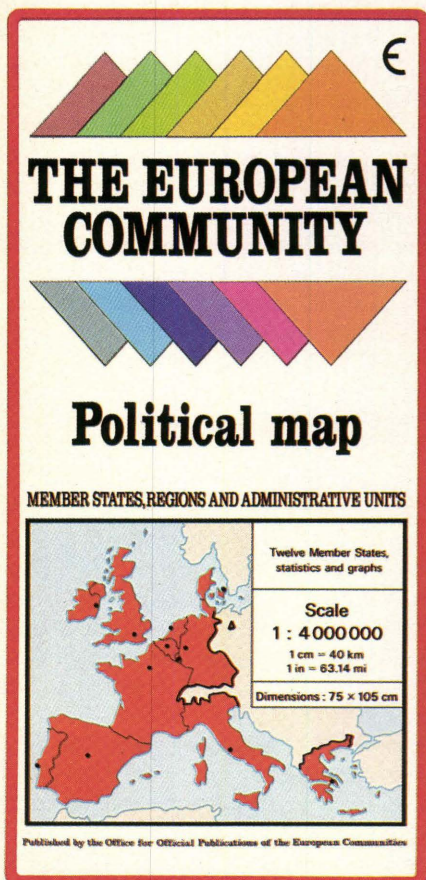 Є
THE EUROPEAN
COMMUNITY
Political map
MEMBER STATES, REGIONS AND ADMINISTRATIVE UNITS
Twelve Member States,
statistics and graphs
Scale
1 : 4 000 000
1 cm = 40 km
1 in = 63.14 mi
Dimensions : 75 × 105 cm
Published by the Office for Official Publications of the European Communities